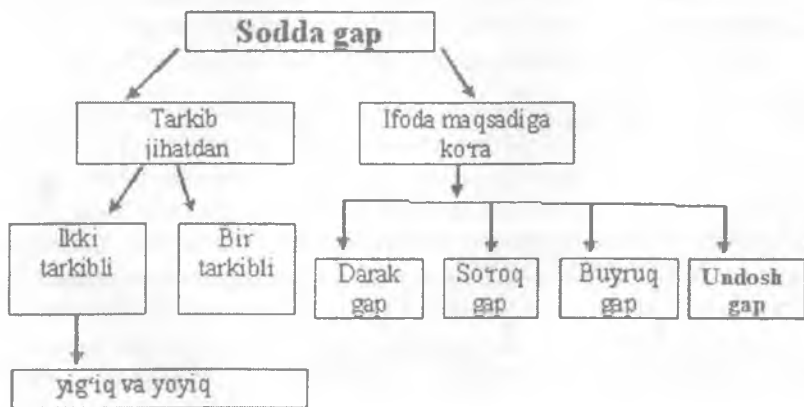 Sodda gap
Tarkib
jihatdan
Ifoda maqsadiga
ko‘ra
Ikki
tarkibli
Bir
tarkibli
Darak
gap
So‘roq
gap
Buyruq
gap
Undosh
gap
yig‘iq va yoyiq